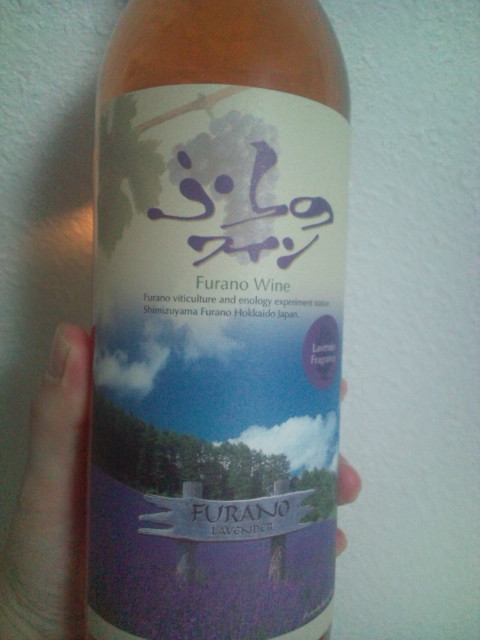 ふらの
ワイン
Furano Wine
Furano viticulture and enology experiment station
Shimizuyama Furano Hokkaido Japan.
Lavender
Fragrance
FURANO
LAVENDER